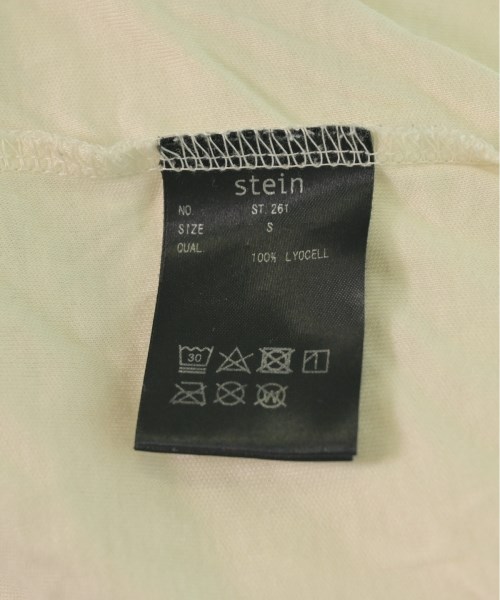 stein
NO. ST.261
SIZE S
QUAL 100% LYOCELL
30